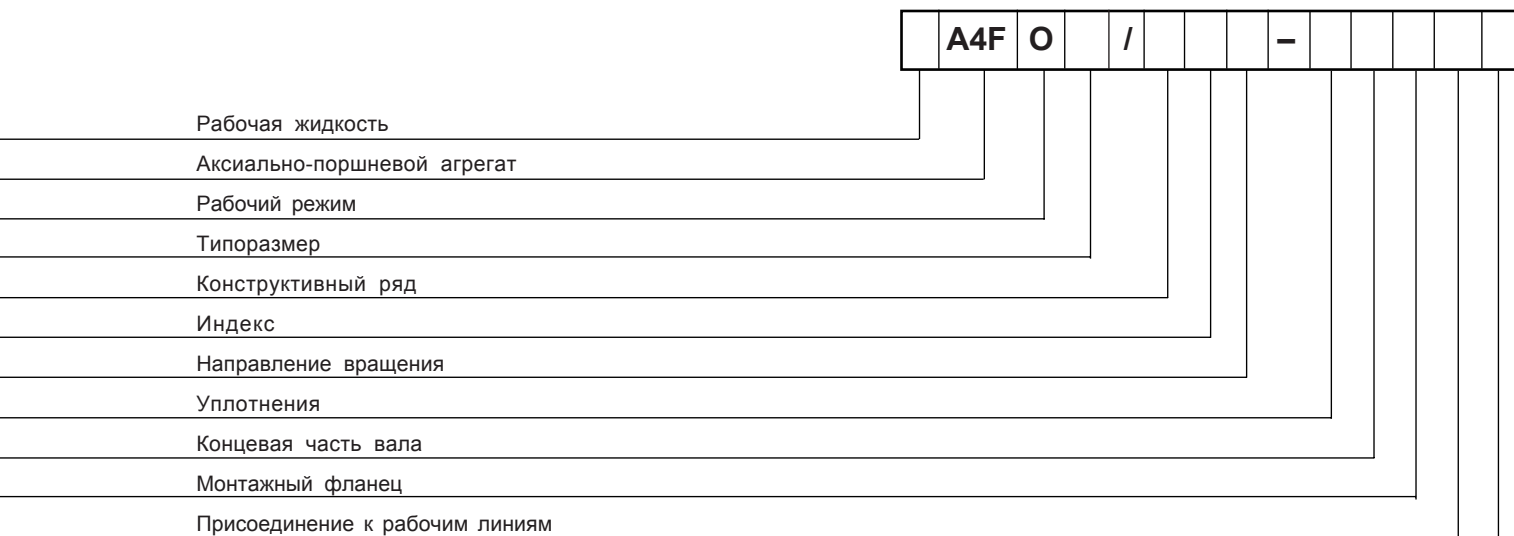 A4F O / –
Рабочая жидкость
Аксиально-поршневой агрегат
Рабочий режим
Типоразмер
Конструктивный ряд
Индекс
Направление вращения
Уплотнения
Концевая часть вала
Монтажный фланец
Присоединение к рабочим линиям